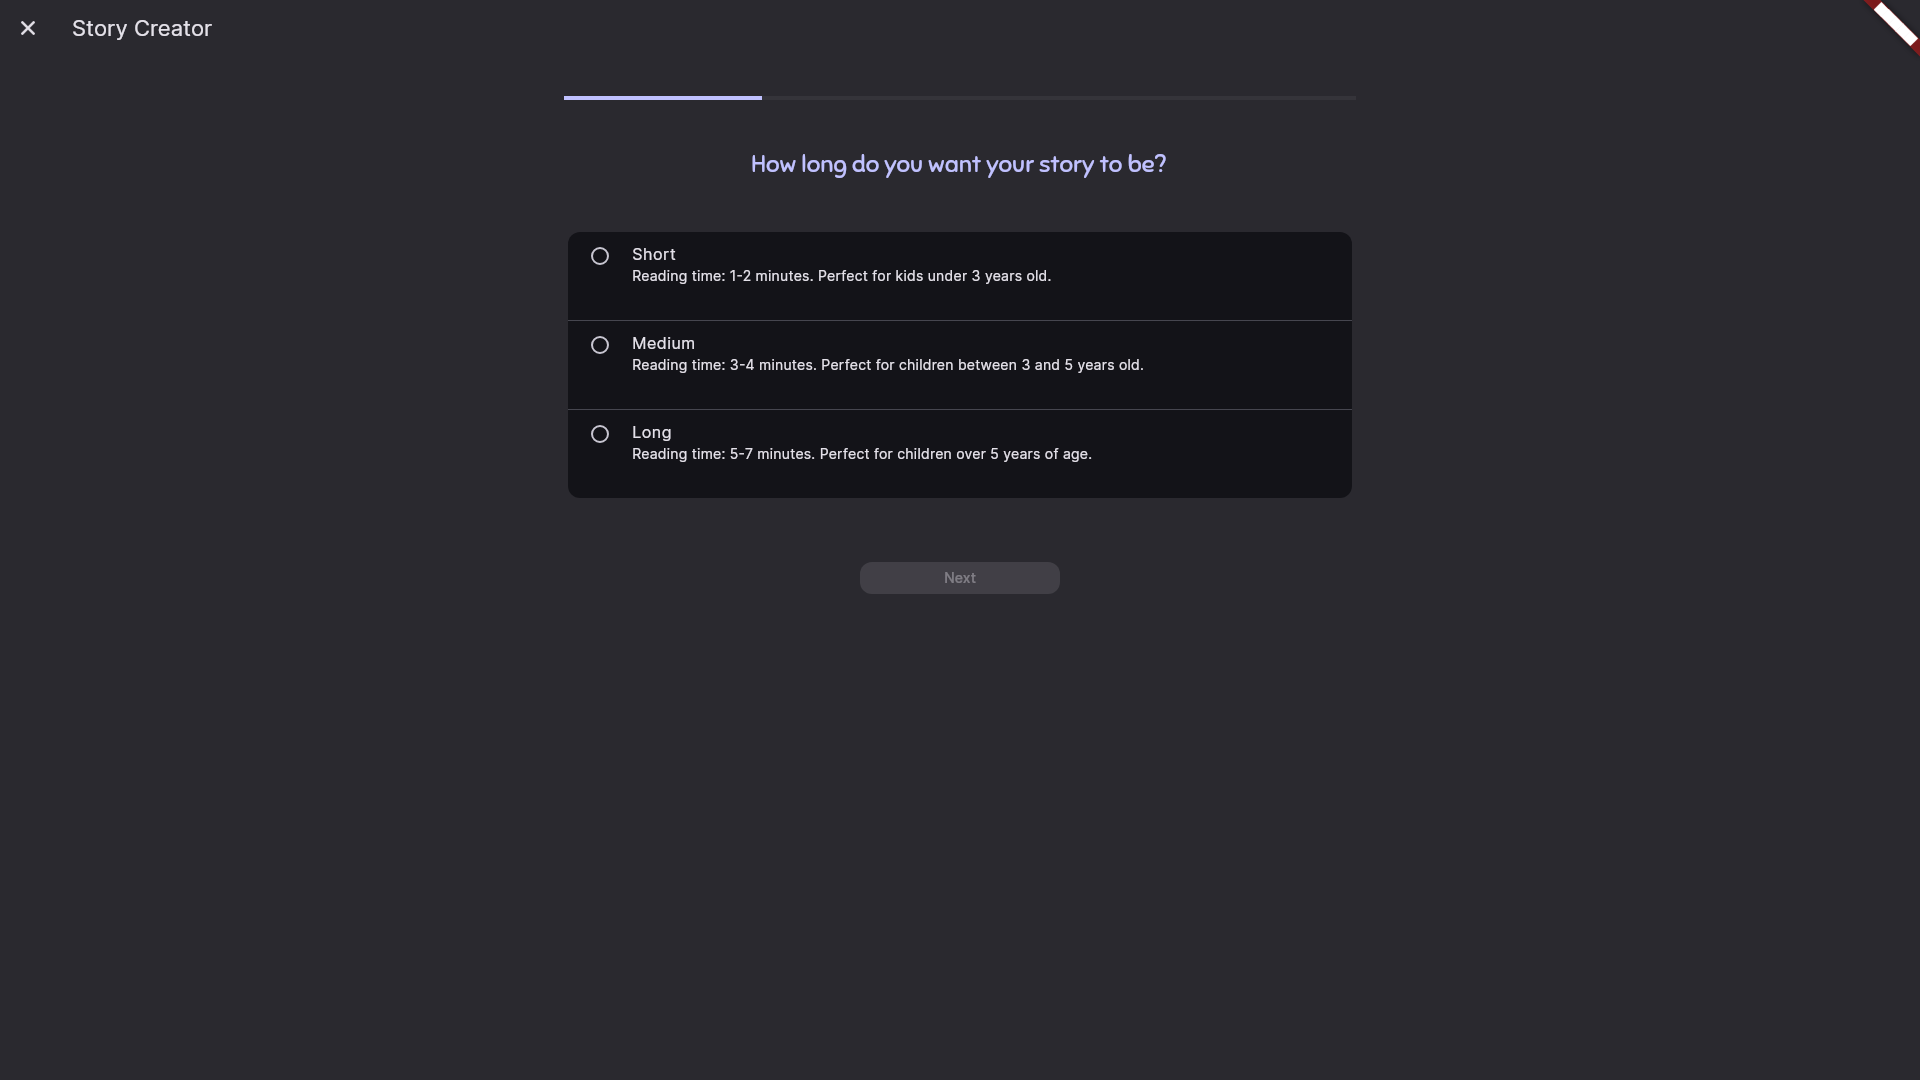 Story Creator
How long do you want your story to be?
Short
Reading time: 1-2 minutes. Perfect for kids under 3 years old.
Medium
Reading time: 3-4 minutes. Perfect for children between 3 and 5 years old.
Long
Reading time: 5-7 minutes. Perfect for children over 5 years of age.
Next